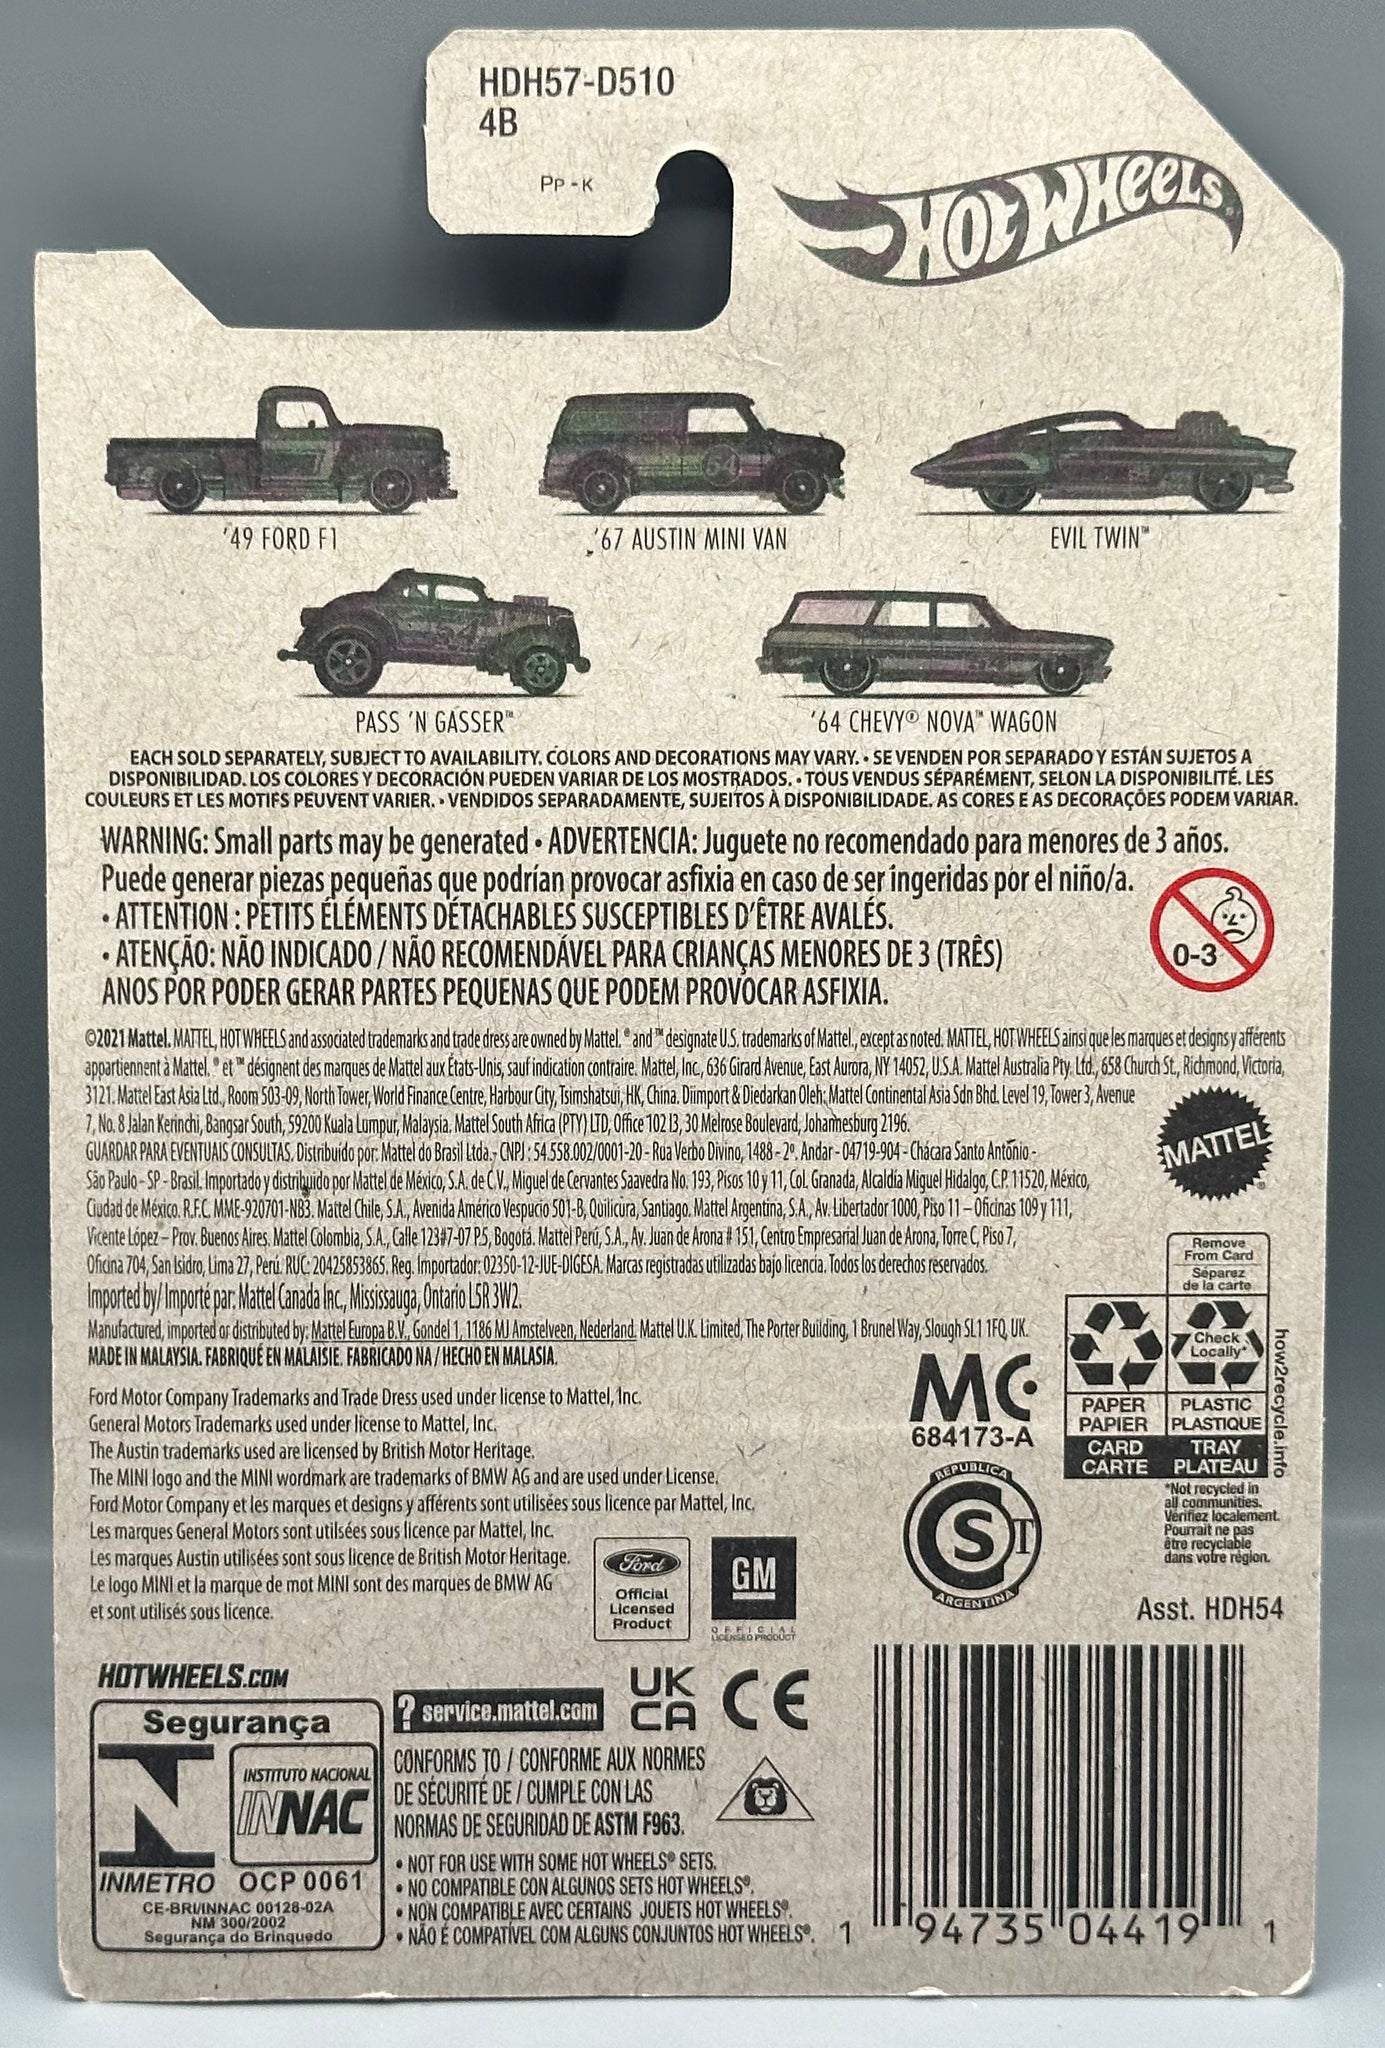 HDH57-D510
4B
PP-K
HOT WHEELS
54
'49 FORD F1
'67 AUSTIN MINI VAN
EVIL TWIN™
PASS 'N GASSER™
'64 CHEVY® NOVA™ WAGON
EACH SOLD SEPARATELY, SUBJECT TO AVAILABILITY. COLORS AND DECORATIONS MAY VARY. • SE VENDEN POR SEPARADO Y ESTÁN SUJETOS A
DISPONIBILIDAD. LOS COLORES Y DECORACIÓN PUEDEN VARIAR DE LOS MOSTRADOS. • TOUS VENDUS SÉPARÉMENT, SELON LA DISPONIBILITÉ. LES
COULEURS ET LES MOTIFS PEUVENT VARIER. • VENDIDOS SEPARADAMENTE, SUJEITOS À DISPONIBILIDADE. AS CORES E AS DECORAÇÕES PODEM VARIAR.
WARNING: Small parts may be generated • ADVERTENCIA: Juguete no recomendado para menores de 3 años.
Puede generar piezas pequeñas que podrían provocar asfixia en caso de ser ingeridas por el niño/a.
• ATTENTION : PETITS ÉLÉMENTS DÉTACHABLES SUSCEPTIBLES D'ÊTRE AVALÉS.
• ATENÇÃO: NÃO INDICADO / NÃO RECOMENDÁVEL PARA CRIANÇAS MENORES DE 3 (TRÊS)
ANOS POR PODER GERAR PARTES PEQUENAS QUE PODEM PROVOCAR ASFIXIA.
0-3
©2021 Mattel. MATTEL, HOT WHEELS and associated trademarks and trade dress are owned by Mattel. ® and ™ designate U.S. trademarks of Mattel, except as noted. MATTEL, HOT WHEELS ainsi que les marques et designs y afférents
appartiennent à Mattel. ® et ™ désignent des marques de Mattel aux États-Unis, sauf indication contraire. Mattel, Inc., 636 Girard Avenue, East Aurora, NY 14052, U.S.A. Mattel Australia Pty. Ltd., 658 Church St., Richmond, Victoria,
3121. Mattel East Asia Ltd., Room 503-09, North Tower, World Finance Centre, Harbour City, Tsimshatsui, HK, China. Diimport & Diedarkan Oleh: Mattel Continental Asia Sdn Bhd. Level 19, Tower 3, Avenue
7, No. 8 Jalan Kerinchi, Bangsar South, 59200 Kuala Lumpur, Malaysia. Mattel South Africa (PTY) LTD, Office 102 I3, 30 Melrose Boulevard, Johannesburg 2196.
GUARDAR PARA EVENTUAIS CONSULTAS. Distribuído por: Mattel do Brasil Ltda.- CNPJ : 54.558.002/0001-20 - Rua Verbo Divino, 1488 - 2º. Andar - 04719-904 - Chácara Santo Antônio -
São Paulo - SP - Brasil. Importado y distribuido por Mattel de México, S.A. de C.V., Miguel de Cervantes Saavedra No. 193, Pisos 10 y 11, Col. Granada, Alcaldía Miguel Hidalgo, C.P. 11520, México,
Ciudad de México. R.F.C. MME-920701-NB3. Mattel Chile, S.A., Avenida Américo Vespucio 501-B, Quilicura, Santiago. Mattel Argentina, S.A., Av. Libertador 1000, Piso 11 – Oficinas 109 y 111,
Vicente López – Prov. Buenos Aires. Mattel Colombia, S.A., Calle 123#7-07 P.5, Bogotá. Mattel Perú, S.A., Av. Juan de Arona # 151, Centro Empresarial Juan de Arona, Torre C, Piso 7,
Oficina 704, San Isidro, Lima 27, Perú. RUC: 20425853865. Reg. Importador: 02350-12-JUE-DIGESA. Marcas registradas utilizadas bajo licencia. Todos los derechos reservados.
Imported by/ Importé par: Mattel Canada Inc., Mississauga, Ontario L5R 3W2.
Manufactured, imported or distributed by: Mattel Europa B.V., Gondel 1, 1186 MJ Amstelveen, Nederland. Mattel U.K. Limited, The Porter Building, 1 Brunel Way, Slough SL1 1FQ, UK.
MADE IN MALAYSIA. FABRIQUÉ EN MALAISIE. FABRICADO NA / HECHO EN MALASIA.
MATTEL
Remove
From Card
Séparez
de la carte
Check
Locally*
PAPER
PAPIER
PLASTIC
PLASTIQUE
CARD
CARTE
TRAY
PLATEAU
how2recycle.info
*Not recycled in
all communities.
Vérifiez localement.
Pourrait ne pas
être recyclable
dans votre région.
MC
684173-A
REPUBLICA
CST
ARGENTINA
Ford Motor Company Trademarks and Trade Dress used under license to Mattel, Inc.
General Motors Trademarks used under license to Mattel, Inc.
The Austin trademarks used are licensed by British Motor Heritage.
The MINI logo and the MINI wordmark are trademarks of BMW AG and are used under License.
Ford Motor Company et les marques et designs y afférents sont utilisées sous licence par Mattel, Inc.
Les marques General Motors sont utilsées sous licence par Mattel, Inc.
Les marques Austin utilisées sont sous licence de British Motor Heritage.
Le logo MINI et la marque de mot MINI sont des marques de BMW AG
et sont utilisés sous licence.
Ford
Official
Licensed
Product
GM
OFFICIAL
LICENSED PRODUCT
Asst. HDH54
HOTWHEELS.COM
Segurança
INSTITUTO NACIONAL
INNAC
INMETRO OCP 0061
CE-BRI/INNAC 00128-02A
NM 300/2002
Segurança do Brinquedo
? service.mattel.com
UK
CA
CE
CONFORMS TO / CONFORME AUX NORMES
DE SÉCURITÉ DE / CUMPLE CON LAS
NORMAS DE SEGURIDAD DE ASTM F963.
• NOT FOR USE WITH SOME HOT WHEELS® SETS.
• NO COMPATIBLE CON ALGUNOS SETS HOT WHEELS®.
• NON COMPATIBLE AVEC CERTAINS JOUETS HOT WHEELS®.
• NÃO É COMPATÍVEL COM ALGUNS CONJUNTOS HOT WHEELS®.
1 94735 04419 1